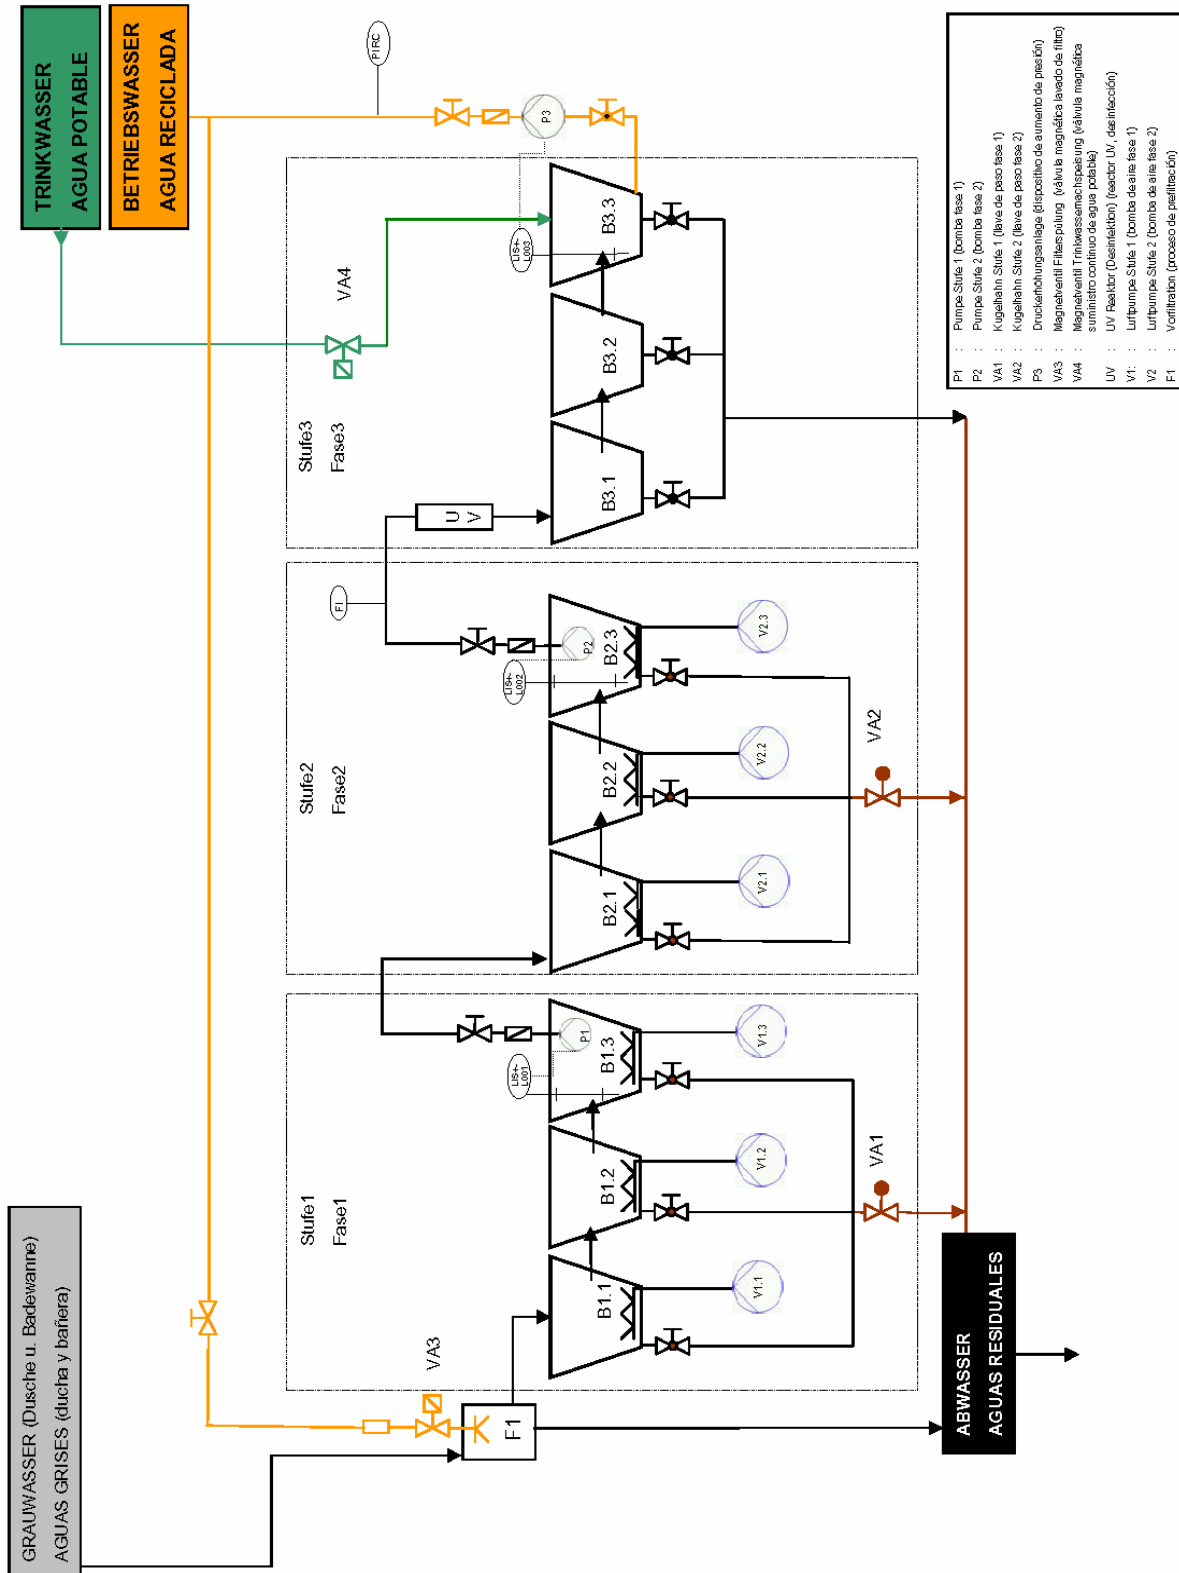 GRAUWASSER (Dusche u. Badewanne)
AGUAS GRISES (ducha y bañera)
TRINKWASSER
AGUA POTABLE
BETRIEBSWASSER
AGUA RECICLADA
PIRC
VA3
F1
Stufe1
Fase1
LIS+-
L001
P1
B1.1
B1.2
B1.3
V1.1
V1.2
V1.3
VA1
Stufe2
Fase2
FI
LIS+-
L002
P2
B2.1
B2.2
B2.3
V2.1
V2.2
V2.3
VA2
Stufe3
Fase3
VA4
U
V
LIS+-
L003
P3
B3.1
B3.2
B3.3
ABWASSER
AGUAS RESIDUALES
P1 : Pumpe Stufe 1 (bomba fase 1)
P2 : Pumpe Stufe 2 (bomba fase 2)
VA1 : Kugelhahn Stufe 1 (llave de paso fase 1)
VA2 : Kugelhahn Stufe 2 (llave de paso fase 2)
P3 : Druckerhöhungsanlage (dispositivo de aumento de presión)
VA3 : Magnetventil Filterspülung (válvula magnética lavado de filtro)
VA4 : Magnetventil Trinkwassernachspeisung (válvula magnética
suministro continuo de agua potable)
UV : UV Reaktor (Desinfektion) (reactor UV, desinfección)
V1: : Luftpumpe Stufe 1 (bomba de aire fase 1)
V2 : Luftpumpe Stufe 2 (bomba de aire fase 2)
F1 : Vorfiltration (proceso de prefiltración)